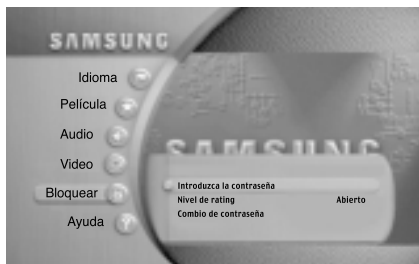 SAMSUNG
Idioma
Película
Audio
Video
Bloquear
Ayuda
SAMSUNG
Introduzca la contraseña
Nivel de rating Abierto
Combio de contraseña